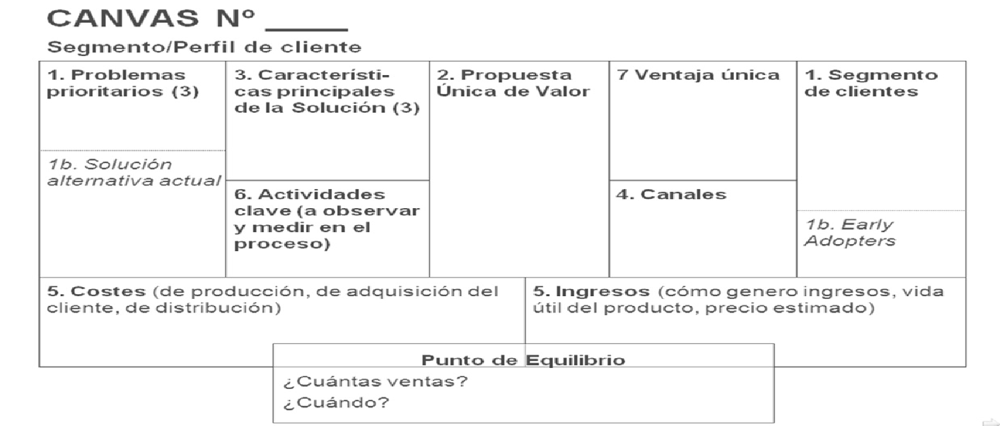 CANVAS Nº ____
Segmento/Perfil de cliente
1. Problemas
prioritarios (3)
1b. Solución
alternativa actual
3. Característi-
cas principales
de la Solución (3)
6. Actividades
clave (a observar
y medir en el
proceso)
2. Propuesta
Única de Valor
7 Ventaja única
4. Canales
1. Segmento
de clientes
1b. Early
Adopters
5. Costes (de producción, de adquisición del
cliente, de distribución)
5. Ingresos (cómo genero ingresos, vida
útil del producto, precio estimado)
Punto de Equilibrio
¿Cuántas ventas?
¿Cuándo?